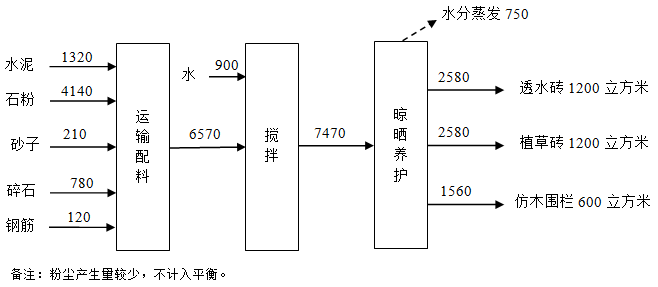 水分蒸发 750
水泥
1320
石粉
4140
砂子
210
碎石
780
钢筋
120
运输配料
6570
水
900
搅拌
7470
晾晒养护
2580
透水砖 1200 立方米
2580
植草砖 1200 立方米
1560
仿木围栏 600 立方米
备注：粉尘产生量较少，不计入平衡。